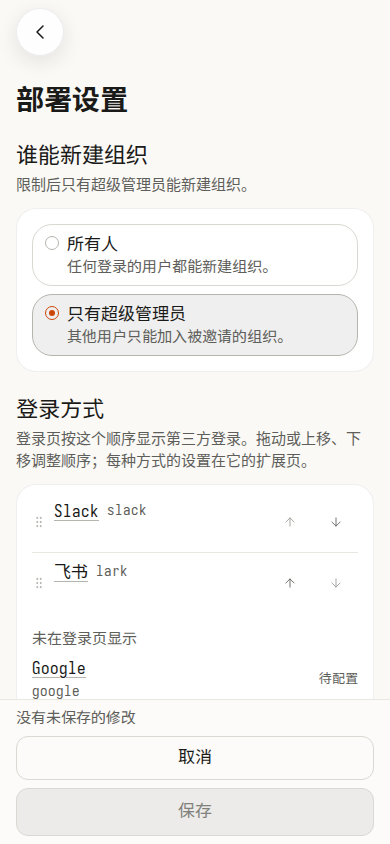 部署设置
谁能新建组织
限制后只有超级管理员能新建组织。
所有人
任何登录的用户都能新建组织。
只有超级管理员
其他用户只能加入被邀请的组织。
登录方式
登录页按这个顺序显示第三方登录。拖动或上移、下
移调整顺序；每种方式的设置在它的扩展页。
Slack slack
飞书 lark
未在登录页显示
Google
google
待配置
没有未保存的修改
取消
保存